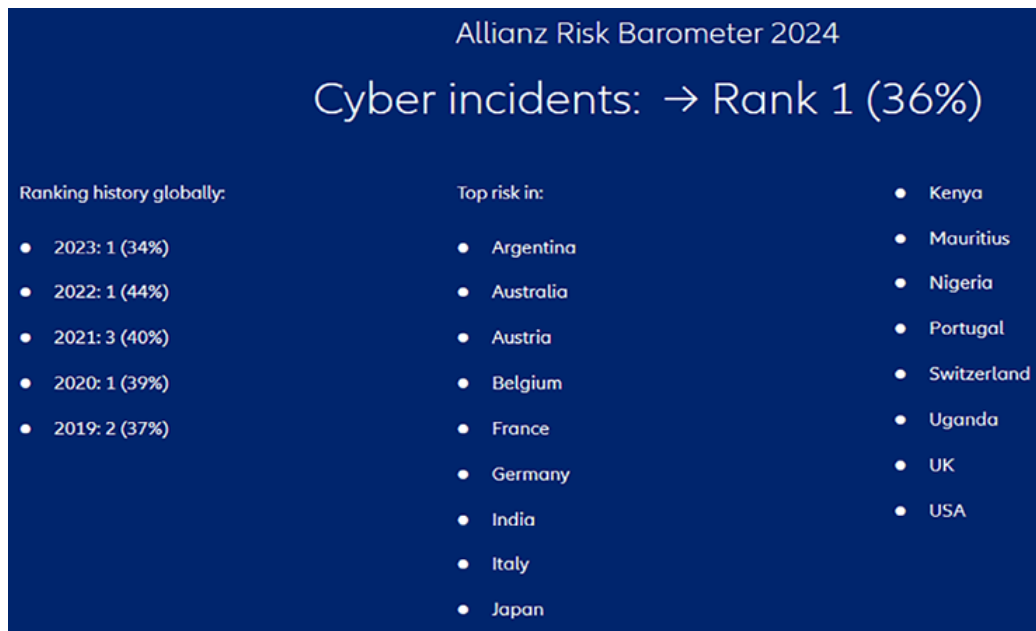 Allianz Risk Barometer 2024
Cyber incidents: → Rank 1 (36%)
Ranking history globally:
● 2023: 1 (34%)
● 2022: 1 (44%)
● 2021: 3 (40%)
● 2020: 1 (39%)
● 2019: 2 (37%)
Top risk in:
● Argentina
● Australia
● Austria
● Belgium
● France
● Germany
● India
● Italy
● Japan
● Kenya
● Mauritius
● Nigeria
● Portugal
● Switzerland
● Uganda
● UK
● USA